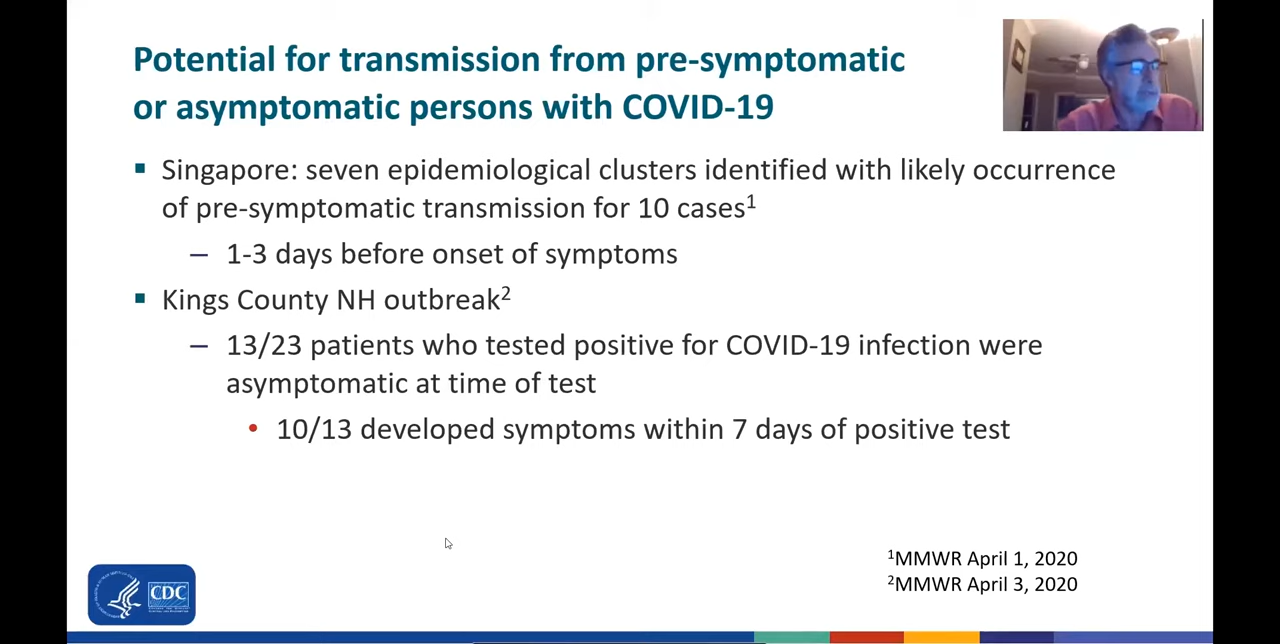 Potential for transmission from pre-symptomatic
or asymptomatic persons with COVID-19
▪ Singapore: seven epidemiological clusters identified with likely occurrence
of pre-symptomatic transmission for 10 cases¹
– 1-3 days before onset of symptoms
▪ Kings County NH outbreak²
– 13/23 patients who tested positive for COVID-19 infection were
asymptomatic at time of test
• 10/13 developed symptoms within 7 days of positive test
¹MMWR April 1, 2020
²MMWR April 3, 2020
CDC